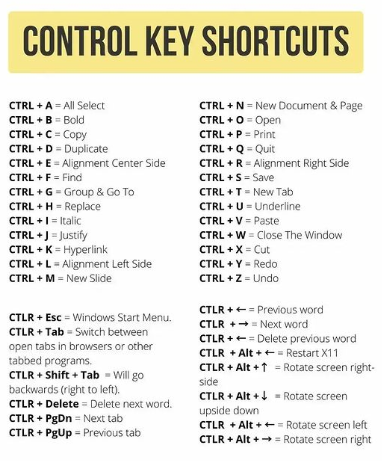 CONTROL KEY SHORTCUTS
CTRL + A = All Select
CTRL + B = Bold
CTRL + C = Copy
CTRL + D = Duplicate
CTRL + E = Alignment Center Side
CTRL + F = Find
CTRL + G = Group & Go To
CTRL + H = Replace
CTRL + I = Italic
CTRL + J = Justify
CTRL + K = Hyperlink
CTRL + L = Alignment Left Side
CTRL + M = New Slide
CTRL + N = New Document & Page
CTRL + O = Open
CTRL + P = Print
CTRL + Q = Quit
CTRL + R = Alignment Right Side
CTRL + S = Save
CTRL + T = New Tab
CTRL + U = Underline
CTRL + V = Paste
CTRL + W = Close The Window
CTRL + X = Cut
CTRL + Y = Redo
CTRL + Z = Undo
CTLR + Esc = Windows Start Menu.
CTLR + Tab = Switch between
open tabs in browsers or other
tabbed programs.
CTLR + Shift + Tab = Will go
backwards (right to left).
CTLR + Delete = Delete next word.
CTLR + PgDn = Next tab
CTLR + PgUp = Previous tab
CTLR + ← = Previous word
CTLR + → = Next word
CTLR + ← = Delete previous word
CTLR + Alt + ← = Restart X11
CTLR + Alt + ↑ = Rotate screen right-
side
CTLR + Alt + ↓ = Rotate screen
upside down
CTLR + Alt + ← = Rotate screen left
CTLR + Alt + → = Rotate screen right